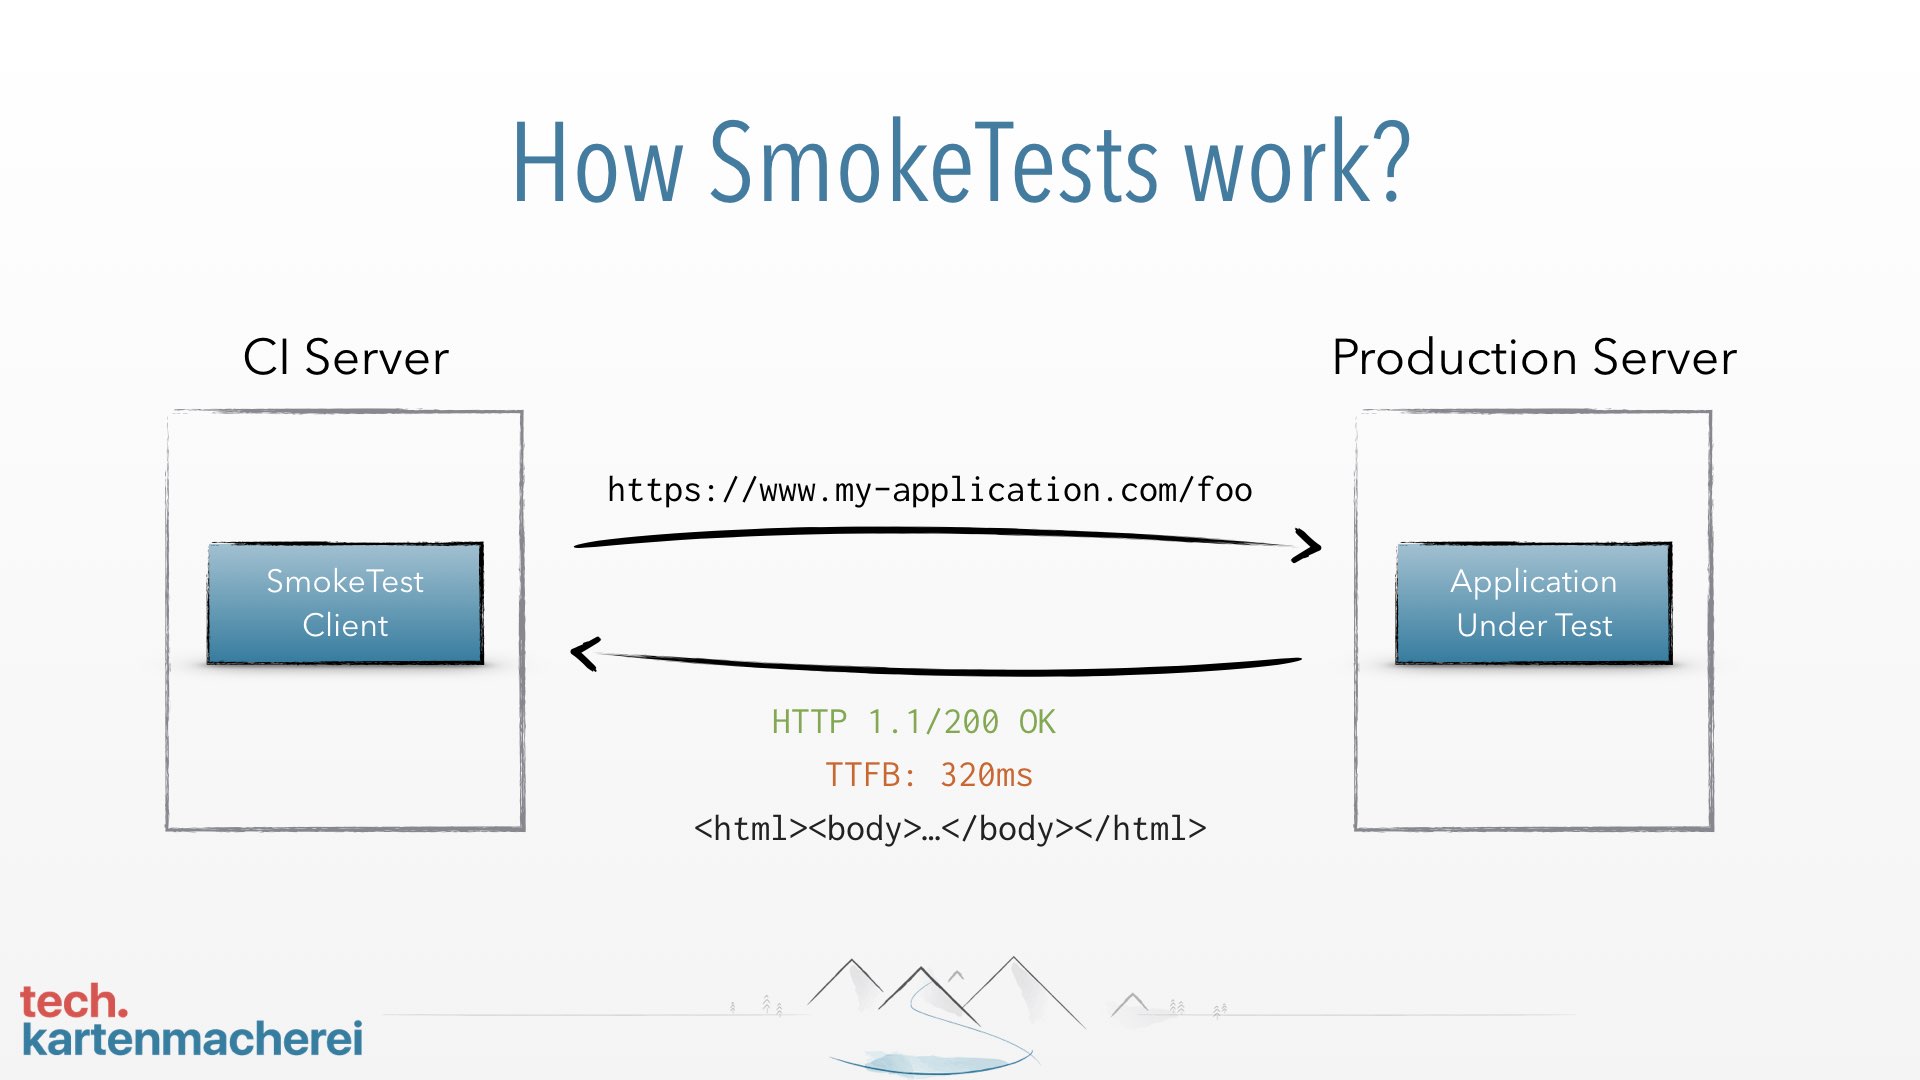 How SmokeTests work?
CI Server
Production Server
https://www.my-application.com/foo
SmokeTest
Client
Application
Under Test
HTTP 1.1/200 OK
TTFB: 320ms
<html><body>…</body></html>
tech.
kartenmacherei